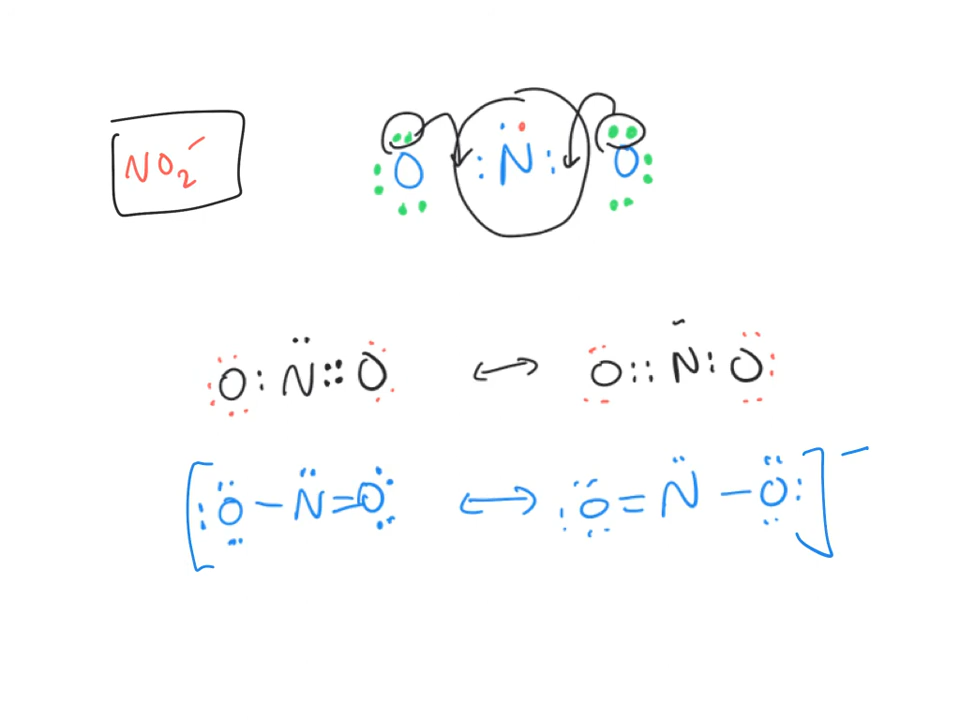 NO₂⁻
:Ö: :N̈: :Ö:
O : N̈ :: O ↔ O :: N̈ : O
[:Ö – N̈ = O ↔ :O = N̈ – Ö:]⁻